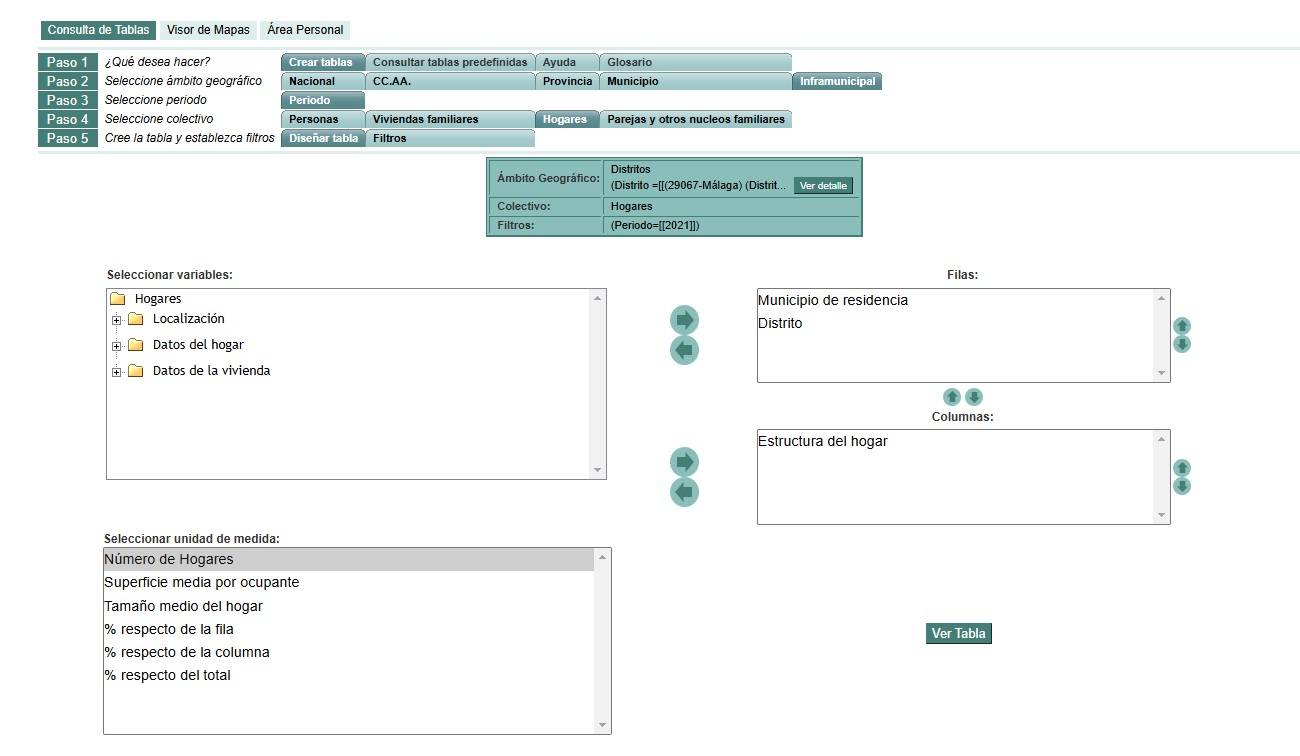 Consulta de Tablas Visor de Mapas Área Personal
Paso 1 ¿Qué desea hacer? Crear tablas Consultar tablas predefinidas Ayuda Glosario
Paso 2 Seleccione ámbito geográfico Nacional CC.AA. Provincia Municipio Inframunicipal
Paso 3 Seleccione periodo Periodo
Paso 4 Seleccione colectivo Personas Viviendas familiares Hogares Parejas y otros nucleos familiares
Paso 5 Cree la tabla y establezca filtros Diseñar tabla Filtros
Ámbito Geográfico:
Distritos
(Distrito =[[(29067-Málaga) (Distrit... Ver detalle
Colectivo: Hogares
Filtros: (Periodo=[[2021]])
Seleccionar variables:
Hogares
Localización
Datos del hogar
Datos de la vivienda
Filas:
Municipio de residencia
Distrito
Columnas:
Estructura del hogar
Seleccionar unidad de medida:
Número de Hogares
Superficie media por ocupante
Tamaño medio del hogar
% respecto de la fila
% respecto de la columna
% respecto del total
Ver Tabla